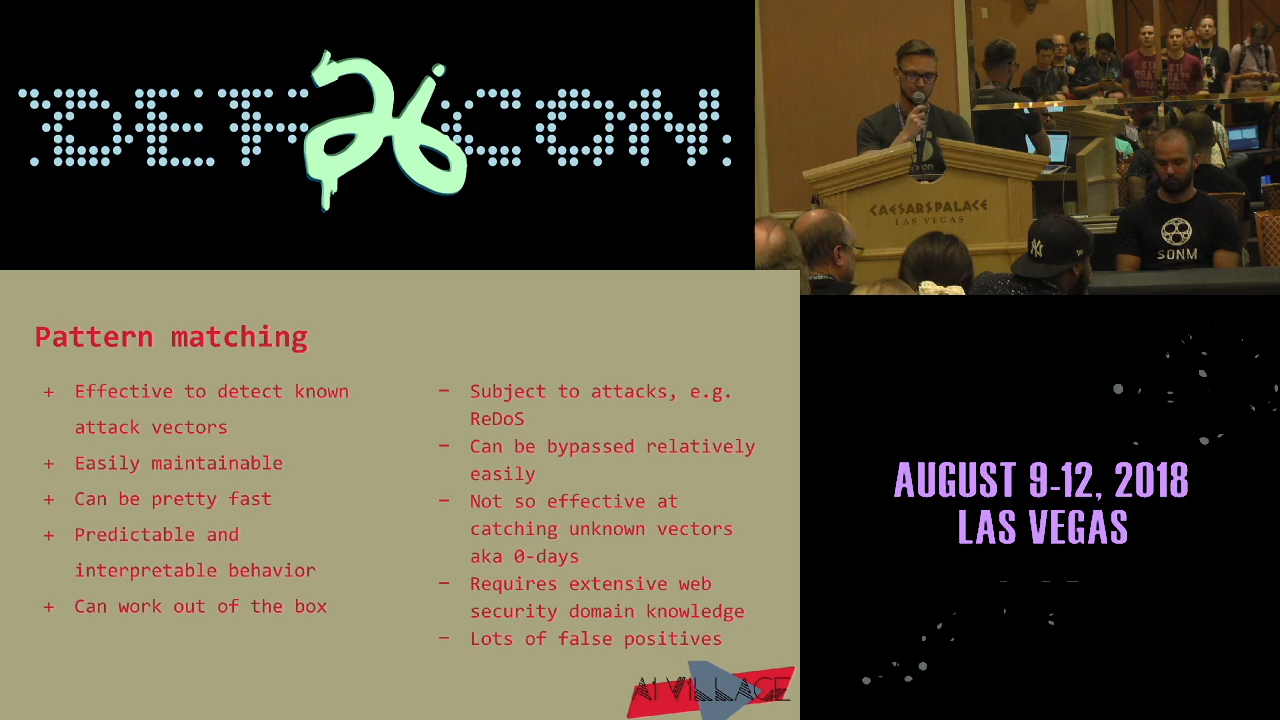 DEF 26 CON
CAESARS PALACE
LAS VEGAS
SONM
NY
Pattern matching
+ Effective to detect known
attack vectors
+ Easily maintainable
+ Can be pretty fast
+ Predictable and
interpretable behavior
+ Can work out of the box
− Subject to attacks, e.g.
ReDoS
− Can be bypassed relatively
easily
− Not so effective at
catching unknown vectors
aka 0-days
− Requires extensive web
security domain knowledge
− Lots of false positives
AI VILLAGE
AUGUST 9-12, 2018
LAS VEGAS